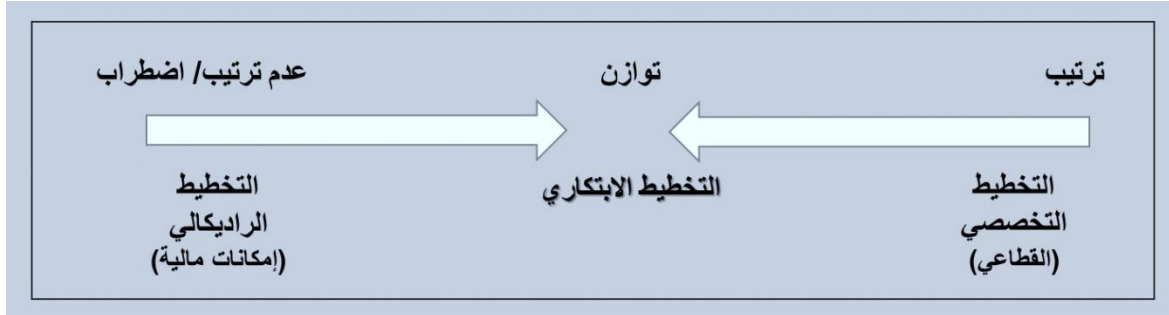 ترتيب
توازن
عدم ترتيب/ اضطراب
التخطيط
التخصصي
(القطاعي)
التخطيط الابتكاري
التخطيط
الراديكالي
(إمكانات مالية)